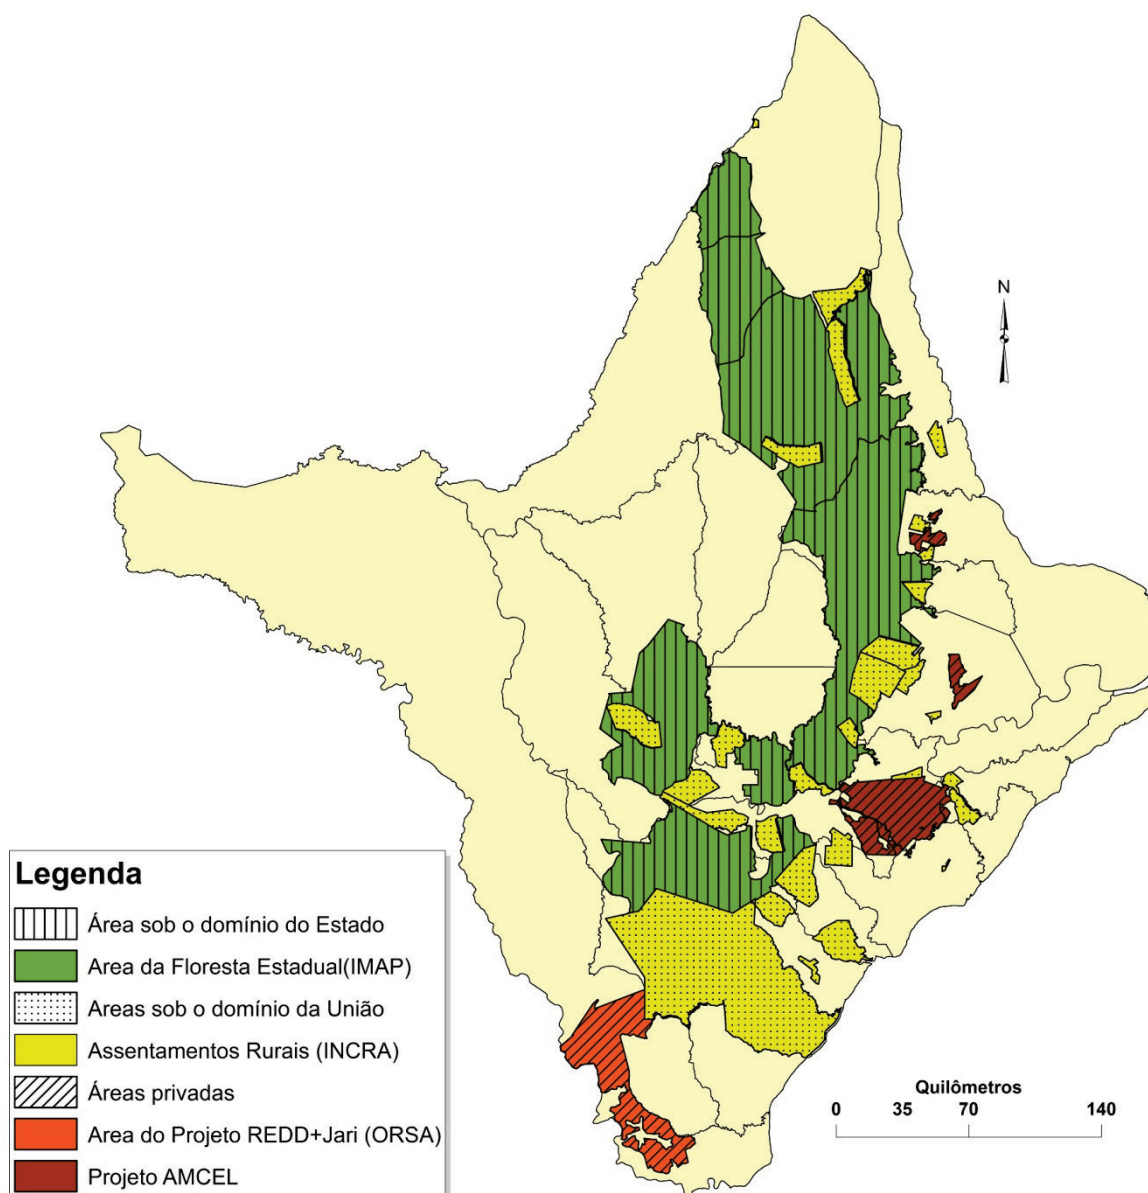 N
Legenda
Área sob o domínio do Estado
Area da Floresta Estadual(IMAP)
Areas sob o domínio da União
Assentamentos Rurais (INCRA)
Áreas privadas
Area do Projeto REDD+Jari (ORSA)
Projeto AMCEL
Quilômetros
0 35 70 140